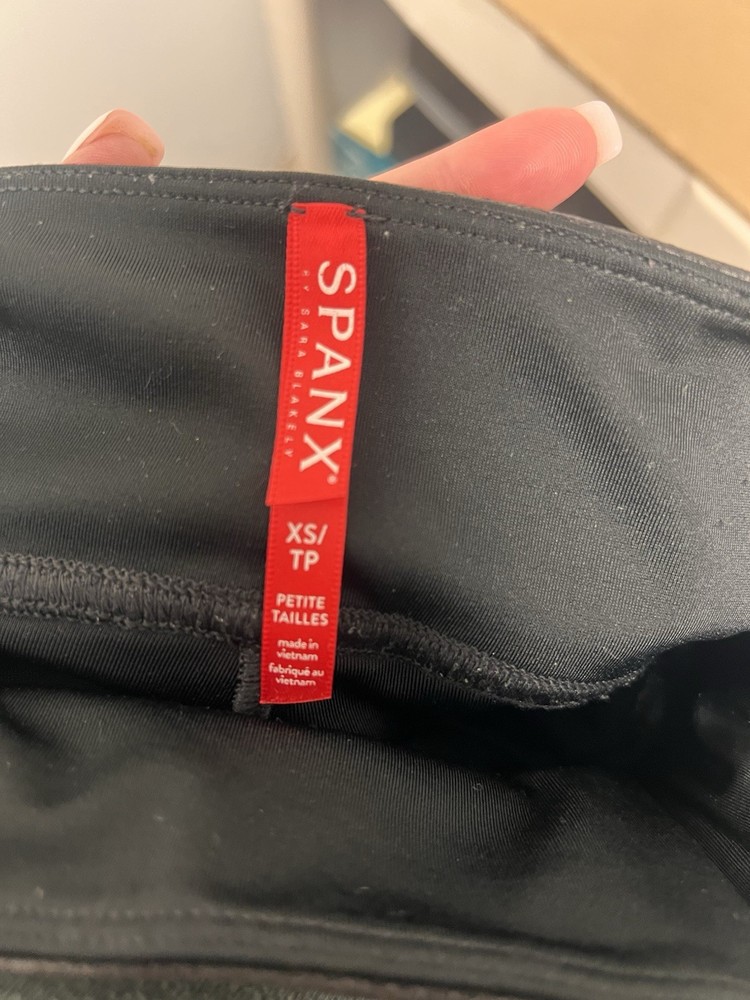 SPANX®
BY SARA BLAKELY
XS/
TP
PETITE
TAILLES
made in
vietnam
fabriqué au
vietnam